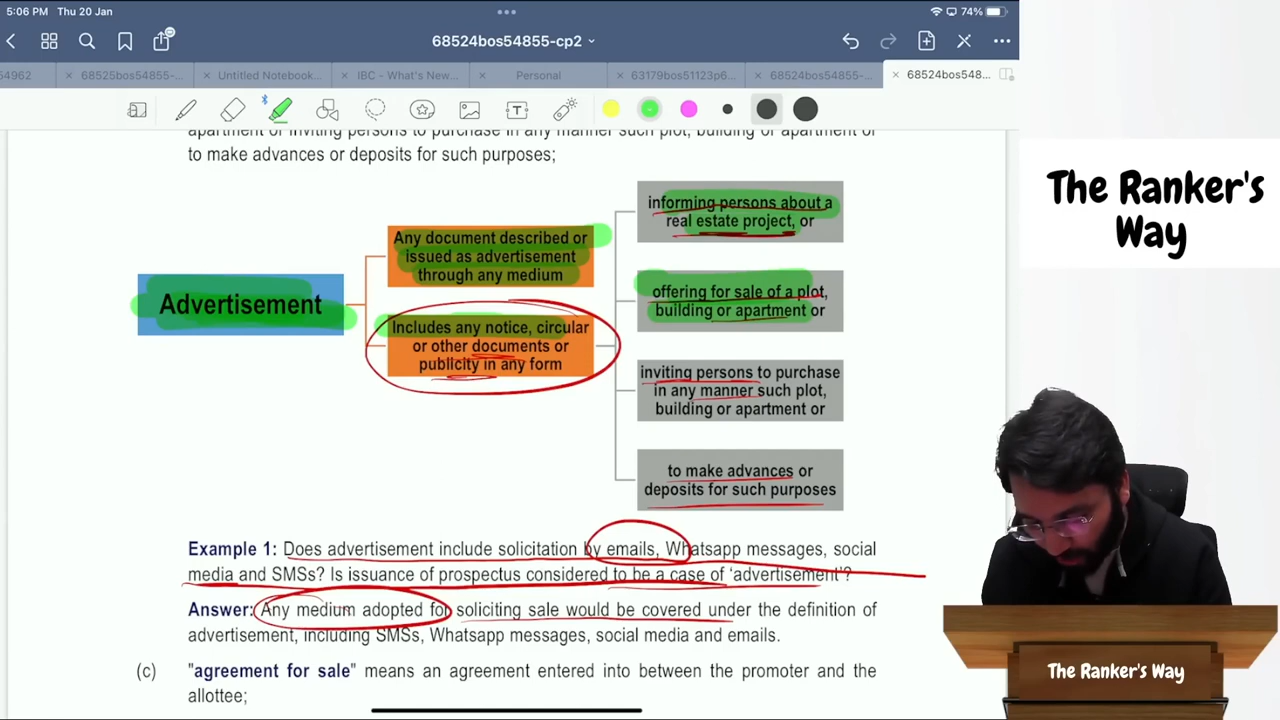 5:06 PM Thu 20 Jan
74%
68524bos54855-cp2
54962
68525bos54855-...
Untitled Notebook...
IBC - What's New...
Personal
63179bos51123p6...
68524bos54855-...
68524bos548...
apartment or inviting persons to purchase in any manner such plot, building or apartment or
to make advances or deposits for such purposes;
Advertisement
Any document described or
issued as advertisement
through any medium
Includes any notice, circular
or other documents or
publicity in any form
informing persons about a
real estate project, or
offering for sale of a plot,
building or apartment or
inviting persons to purchase
in any manner such plot,
building or apartment or
to make advances or
deposits for such purposes
Example 1: Does advertisement include solicitation by emails, Whatsapp messages, social
media and SMSs? Is issuance of prospectus considered to be a case of 'advertisement'?
Answer: Any medium adopted for soliciting sale would be covered under the definition of
advertisement, including SMSs, Whatsapp messages, social media and emails.
(c) "agreement for sale" means an agreement entered into between the promoter and the
allottee;
The Ranker's
Way
The Ranker's Way